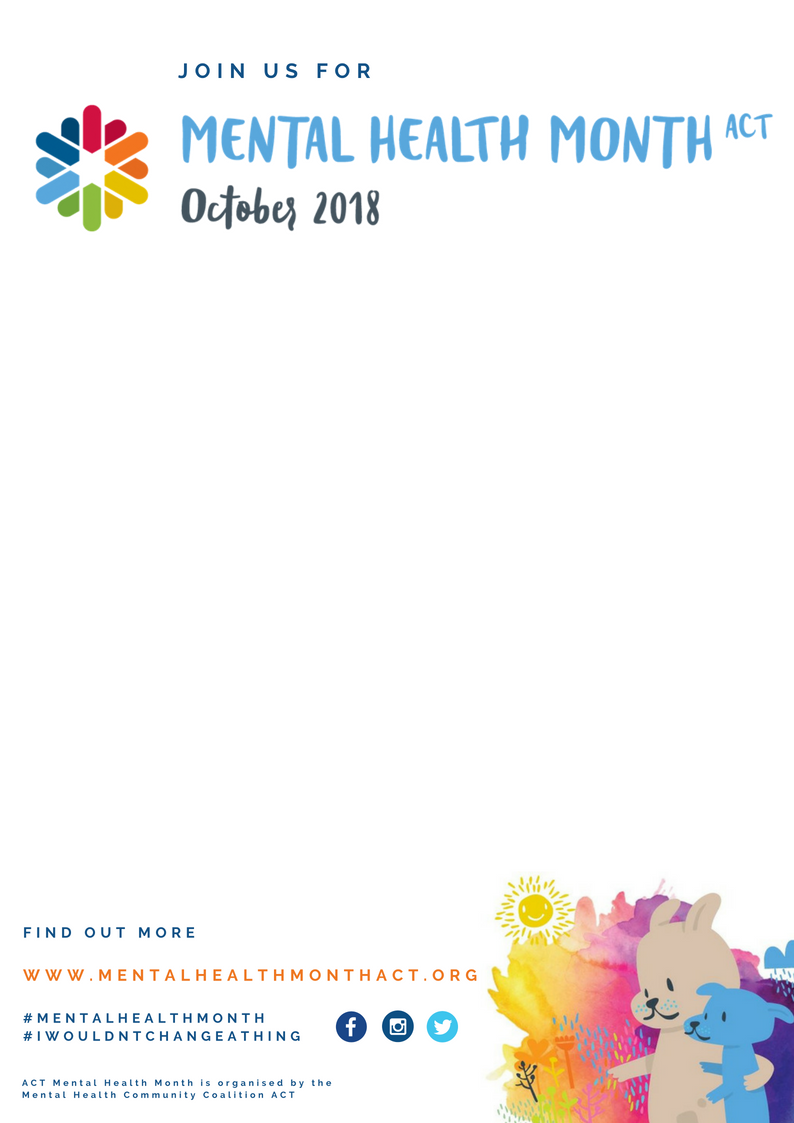 JOIN US FOR
MENTAL HEALTH MONTH ACT
October 2018
FIND OUT MORE
WWW.MENTALHEALTHMONTHACT.ORG
#MENTALHEALTHMONTH
#IWOULDNTCHANGEATHING
ACT Mental Health Month is organised by the
Mental Health Community Coalition ACT